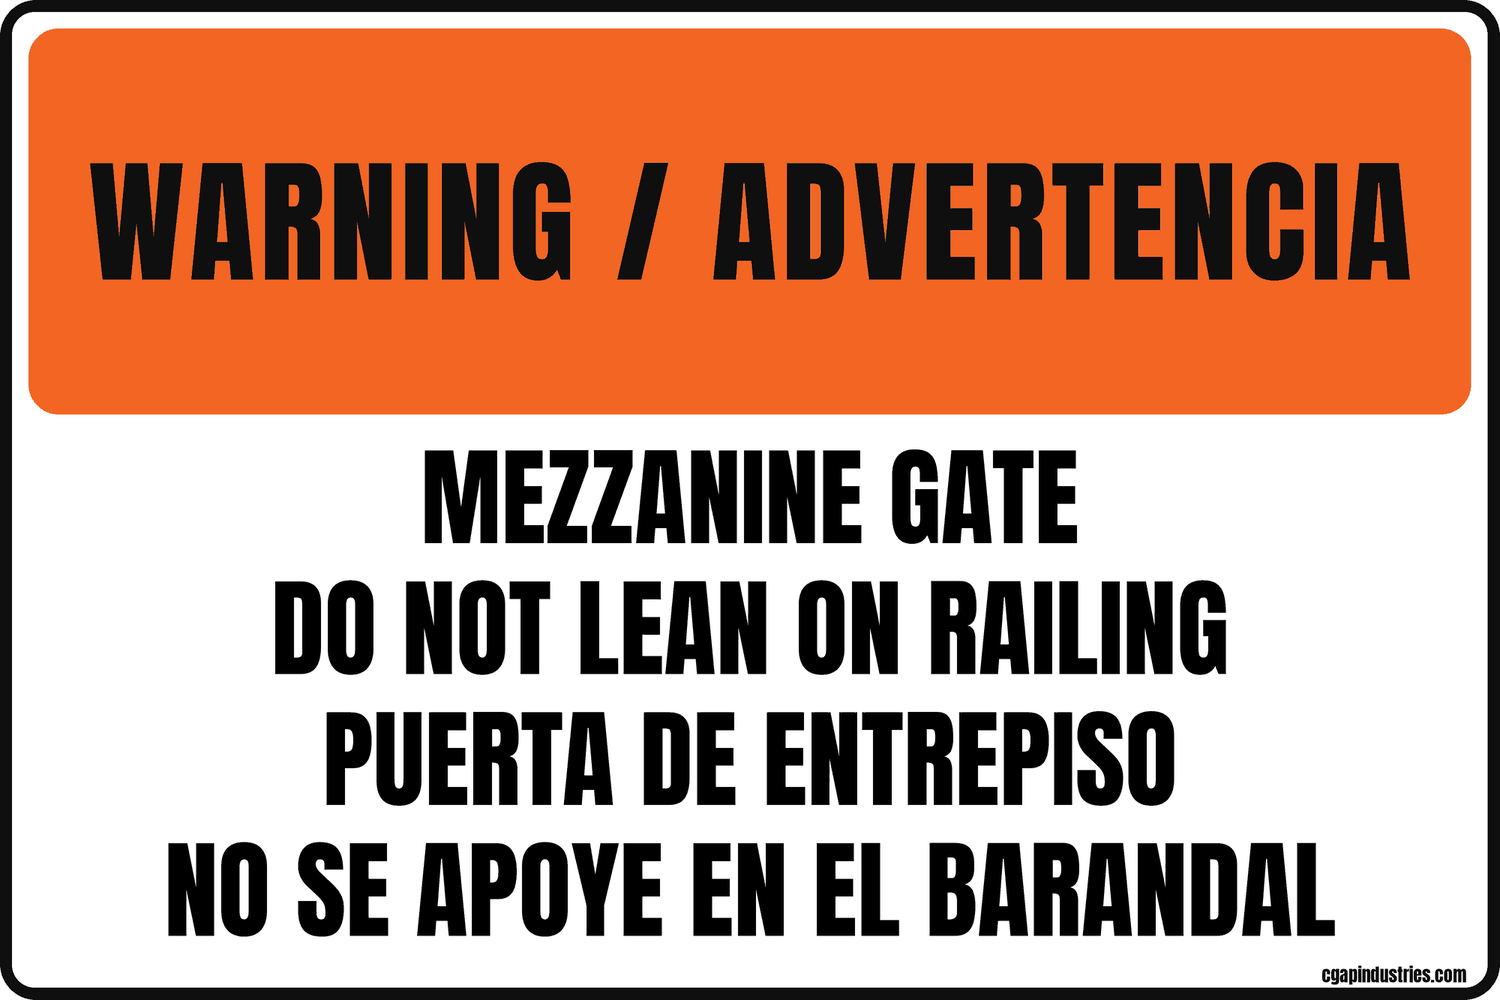 WARNING / ADVERTENCIA
MEZZANINE GATE
DO NOT LEAN ON RAILING
PUERTA DE ENTREPISO
NO SE APOYE EN EL BARANDAL
cgapindustries.com